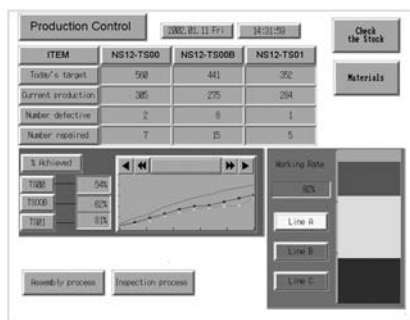 Production Control
2002.01.11 Fri
14:31:59
Check
the Stock
Materials
ITEM NS12-TS00 NS12-TS00B NS12-TS01
Today's target 560 441 352
Current production 305 275 284
Number defective 2 8 1
Number repaired 7 15 5
% Achieved
TS00 54%
TS00B 62%
TS01 81%
Working Rate
82%
Line A
Line B
Line C
Assembly process
Inspection process